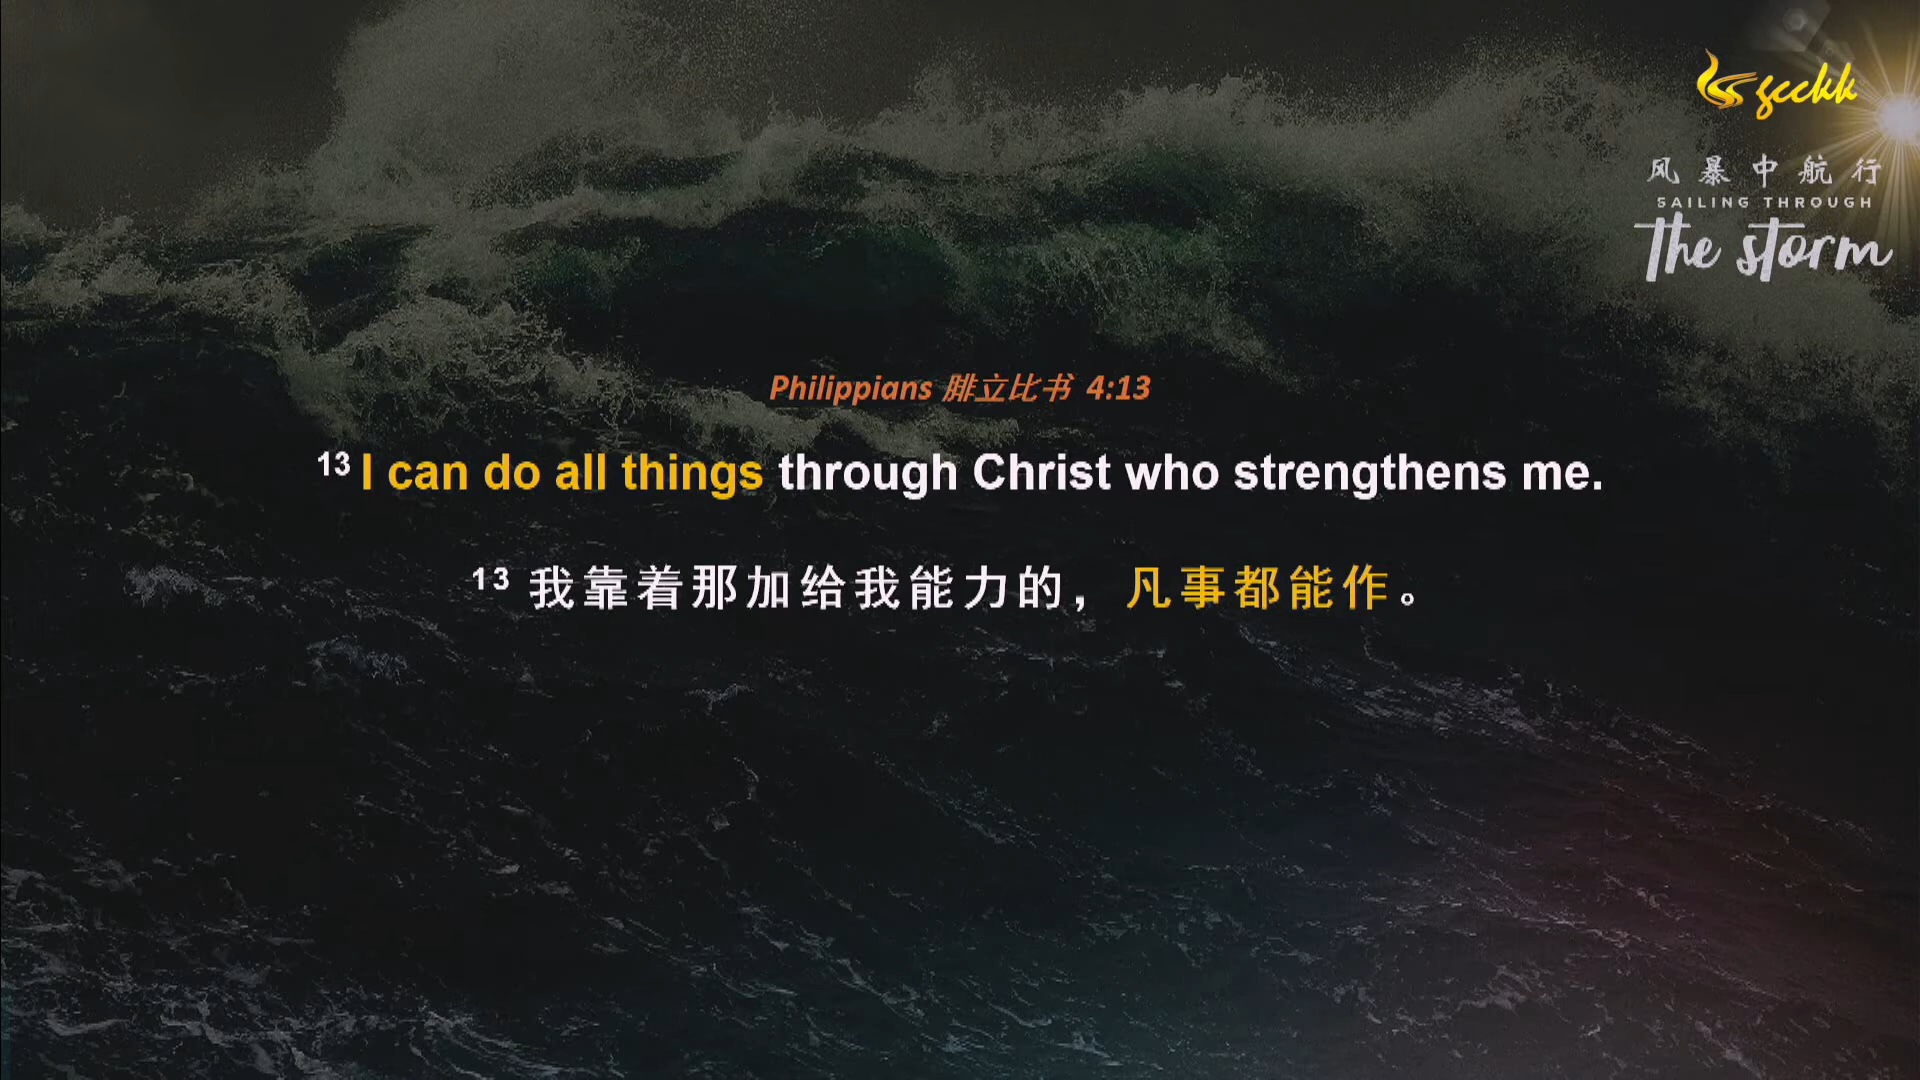 gcckk
风暴中航行
SAILING THROUGH
The storm
Philippians 腓立比书 4:13
13 I can do all things through Christ who strengthens me.
13 我靠着那加给我能力的，凡事都能作。